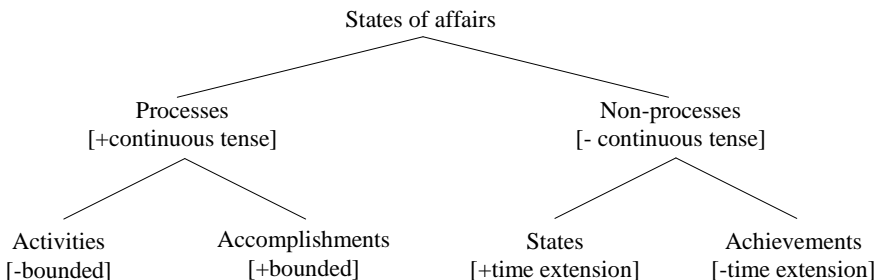 States of affairs
Processes
[+continuous tense]
Non-processes
[- continuous tense]
Activities
[-bounded]
Accomplishments
[+bounded]
States
[+time extension]
Achievements
[-time extension]